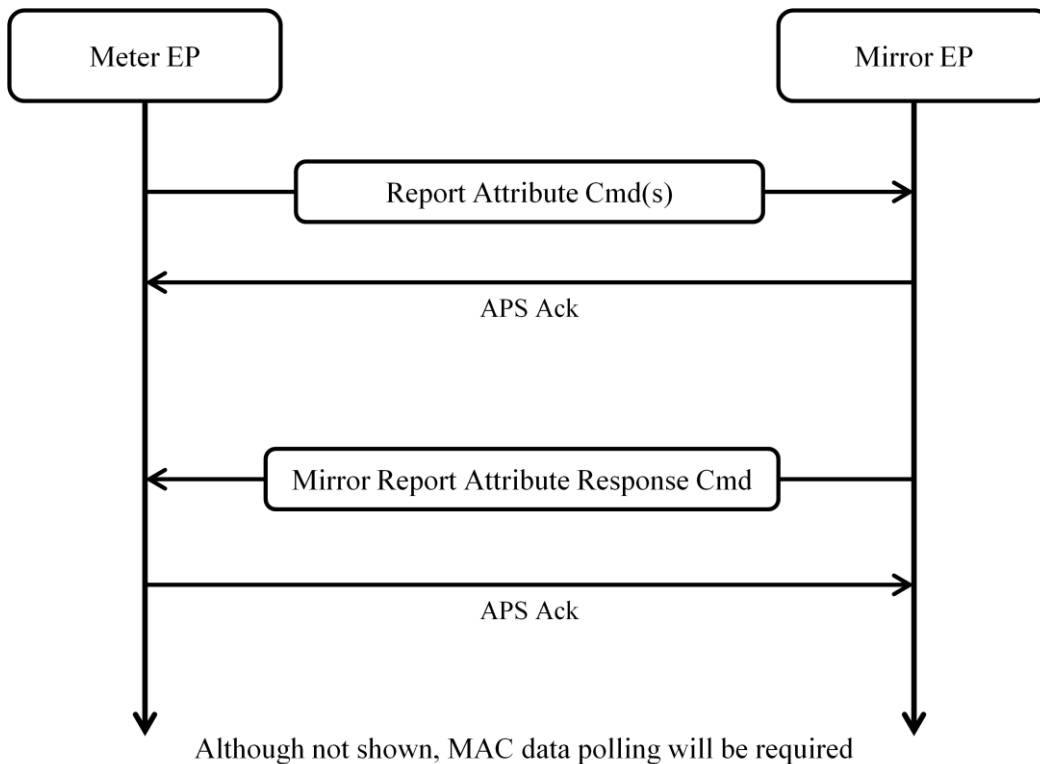 Meter EP
Mirror EP
Report Attribute Cmd(s)
APS Ack
Mirror Report Attribute Response Cmd
APS Ack
Although not shown, MAC data polling will be required